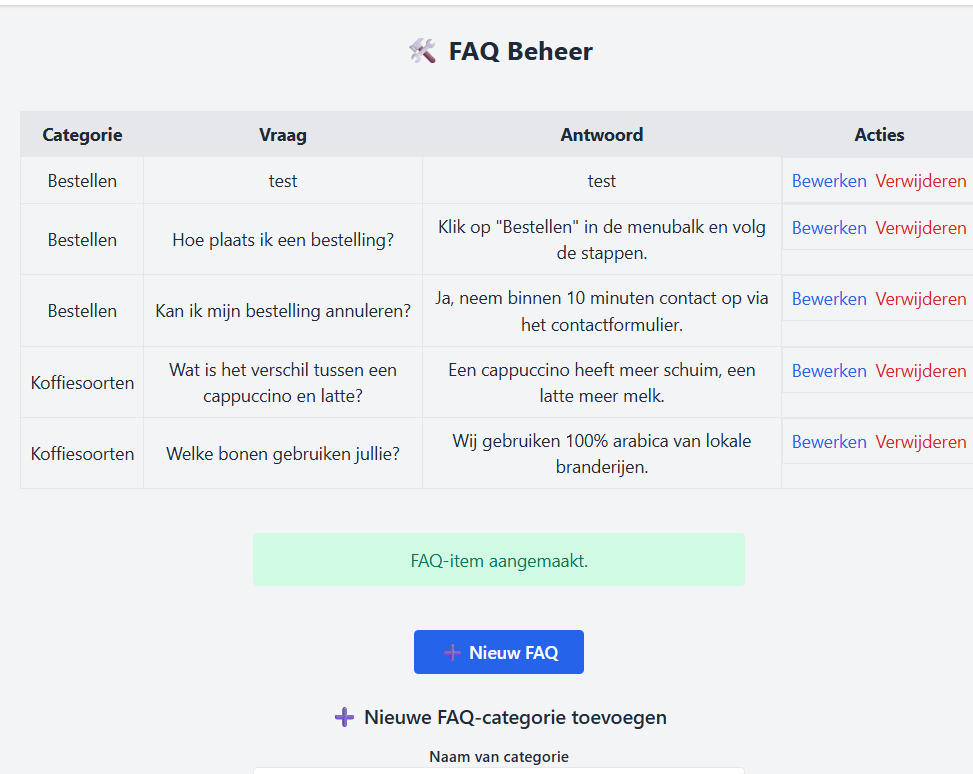 FAQ Beheer
Categorie Vraag Antwoord Acties
Bestellen test test Bewerken Verwijderen
Bestellen Hoe plaats ik een bestelling? Klik op "Bestellen" in de menubalk en volg
de stappen. Bewerken Verwijderen
Bestellen Kan ik mijn bestelling annuleren? Ja, neem binnen 10 minuten contact op via
het contactformulier. Bewerken Verwijderen
Koffiesoorten Wat is het verschil tussen een
cappuccino en latte? Een cappuccino heeft meer schuim, een
latte meer melk. Bewerken Verwijderen
Koffiesoorten Welke bonen gebruiken jullie? Wij gebruiken 100% arabica van lokale
branderijen. Bewerken Verwijderen
FAQ-item aangemaakt.
Nieuw FAQ
Nieuwe FAQ-categorie toevoegen
Naam van categorie